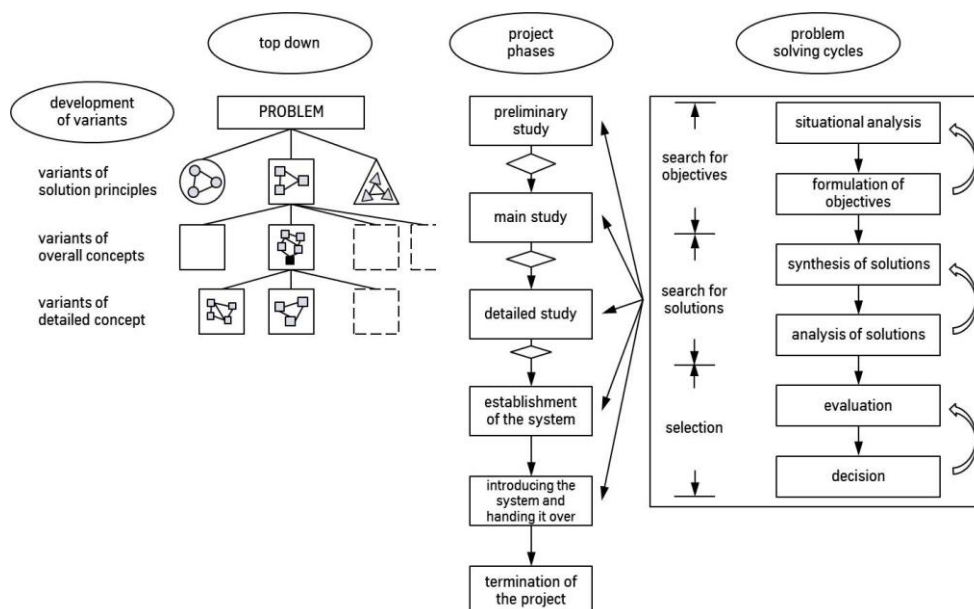 top down
project
phases
problem
solving cycles
development
of variants
PROBLEM
variants of
solution principles
variants of
overall concepts
variants of
detailed concept
preliminary
study
main study
detailed study
establishment
of the system
introducing the
system and
handing it over
termination of
the project
search for
objectives
search for
solutions
selection
situational analysis
formulation of
objectives
synthesis of solutions
analysis of solutions
evaluation
decision